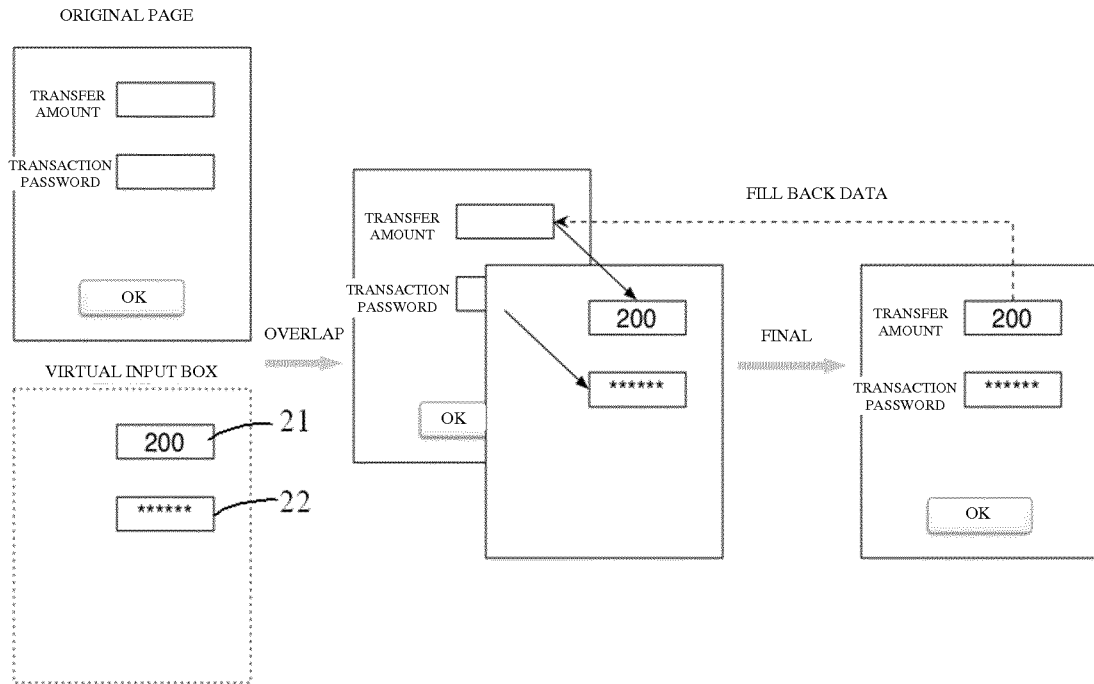 ORIGINAL PAGE
TRANSFER
AMOUNT
TRANSACTION
PASSWORD
OK
VIRTUAL INPUT BOX
200
21
******
22
OVERLAP
TRANSFER
AMOUNT
TRANSACTION
PASSWORD
OK
200
******
FILL BACK DATA
FINAL
TRANSFER
AMOUNT
200
TRANSACTION
PASSWORD
******
OK